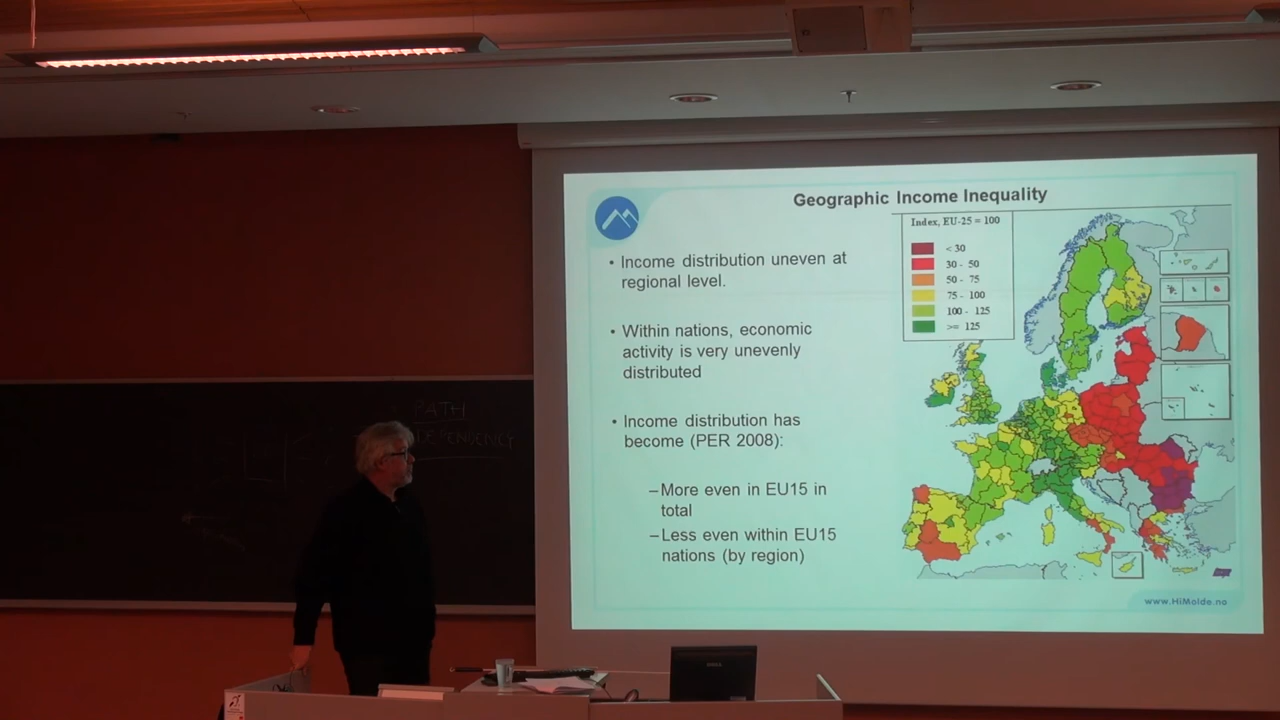 Geographic Income Inequality
• Income distribution uneven at
regional level.
• Within nations, economic
activity is very unevenly
distributed
• Income distribution has
become (PER 2008):
–More even in EU15 in
total
–Less even within EU15
nations (by region)
Index, EU-25 = 100
< 30
30 - 50
50 - 75
75 - 100
100 - 125
>= 125
www.HiMolde.no
PATH
DEPENDENCY
DELL